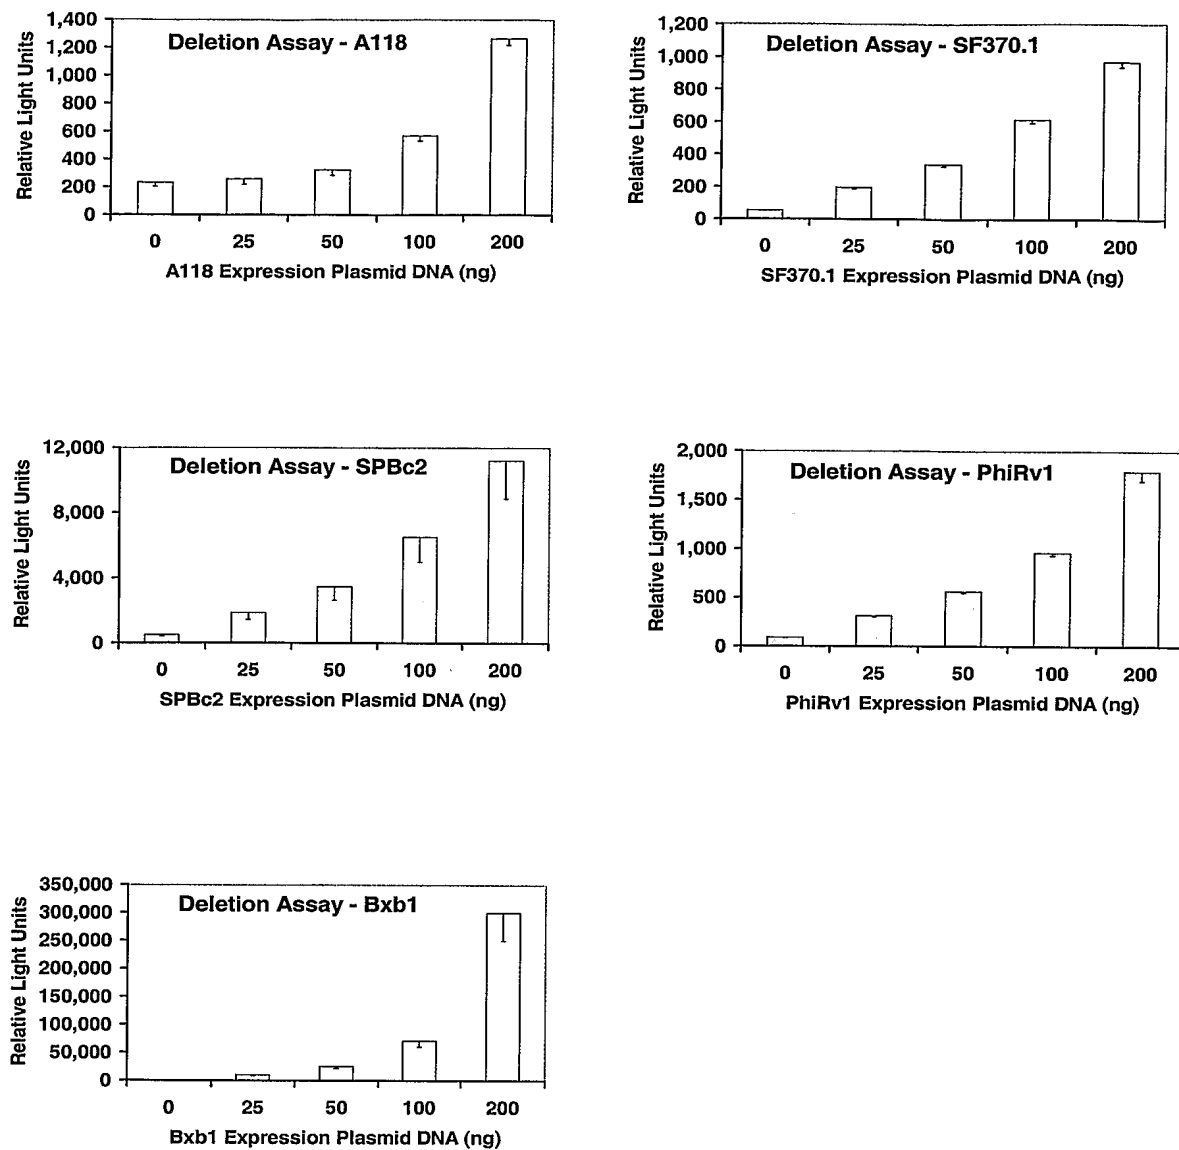 Deletion Assay - A118
Relative Light Units
1,400
1,200
1,000
800
600
400
200
0
0 25 50 100 200
A118 Expression Plasmid DNA (ng)
Deletion Assay - SF370.1
Relative Light Units
1,200
1,000
800
600
400
200
0
0 25 50 100 200
SF370.1 Expression Plasmid DNA (ng)
Deletion Assay - SPBc2
Relative Light Units
12,000
8,000
4,000
0
0 25 50 100 200
SPBc2 Expression Plasmid DNA (ng)
Deletion Assay - PhiRv1
Relative Light Units
2,000
1,500
1,000
500
0
0 25 50 100 200
PhiRv1 Expression Plasmid DNA (ng)
Deletion Assay - Bxb1
Relative Light Units
350,000
300,000
250,000
200,000
150,000
100,000
50,000
0
0 25 50 100 200
Bxb1 Expression Plasmid DNA (ng)